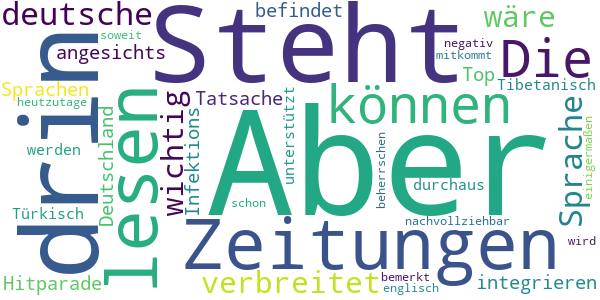 deutsche
befindet
wäre
soweit
Steht
negativ
Die
angesichts
mitkommt
Top
Tibetanisch
Sprachen
drin
heutzutage
lesen
wichtig
Tatsache
unterstützt
können
Sprache
einigermaßen
Deutschland
Infektions
Aber
beherrschen
werden
durchaus
schon
Türkisch
nachvollziehbar
Zeitungen
wird
Hitparade
verbreitet
bemerkt
englisch
integrieren